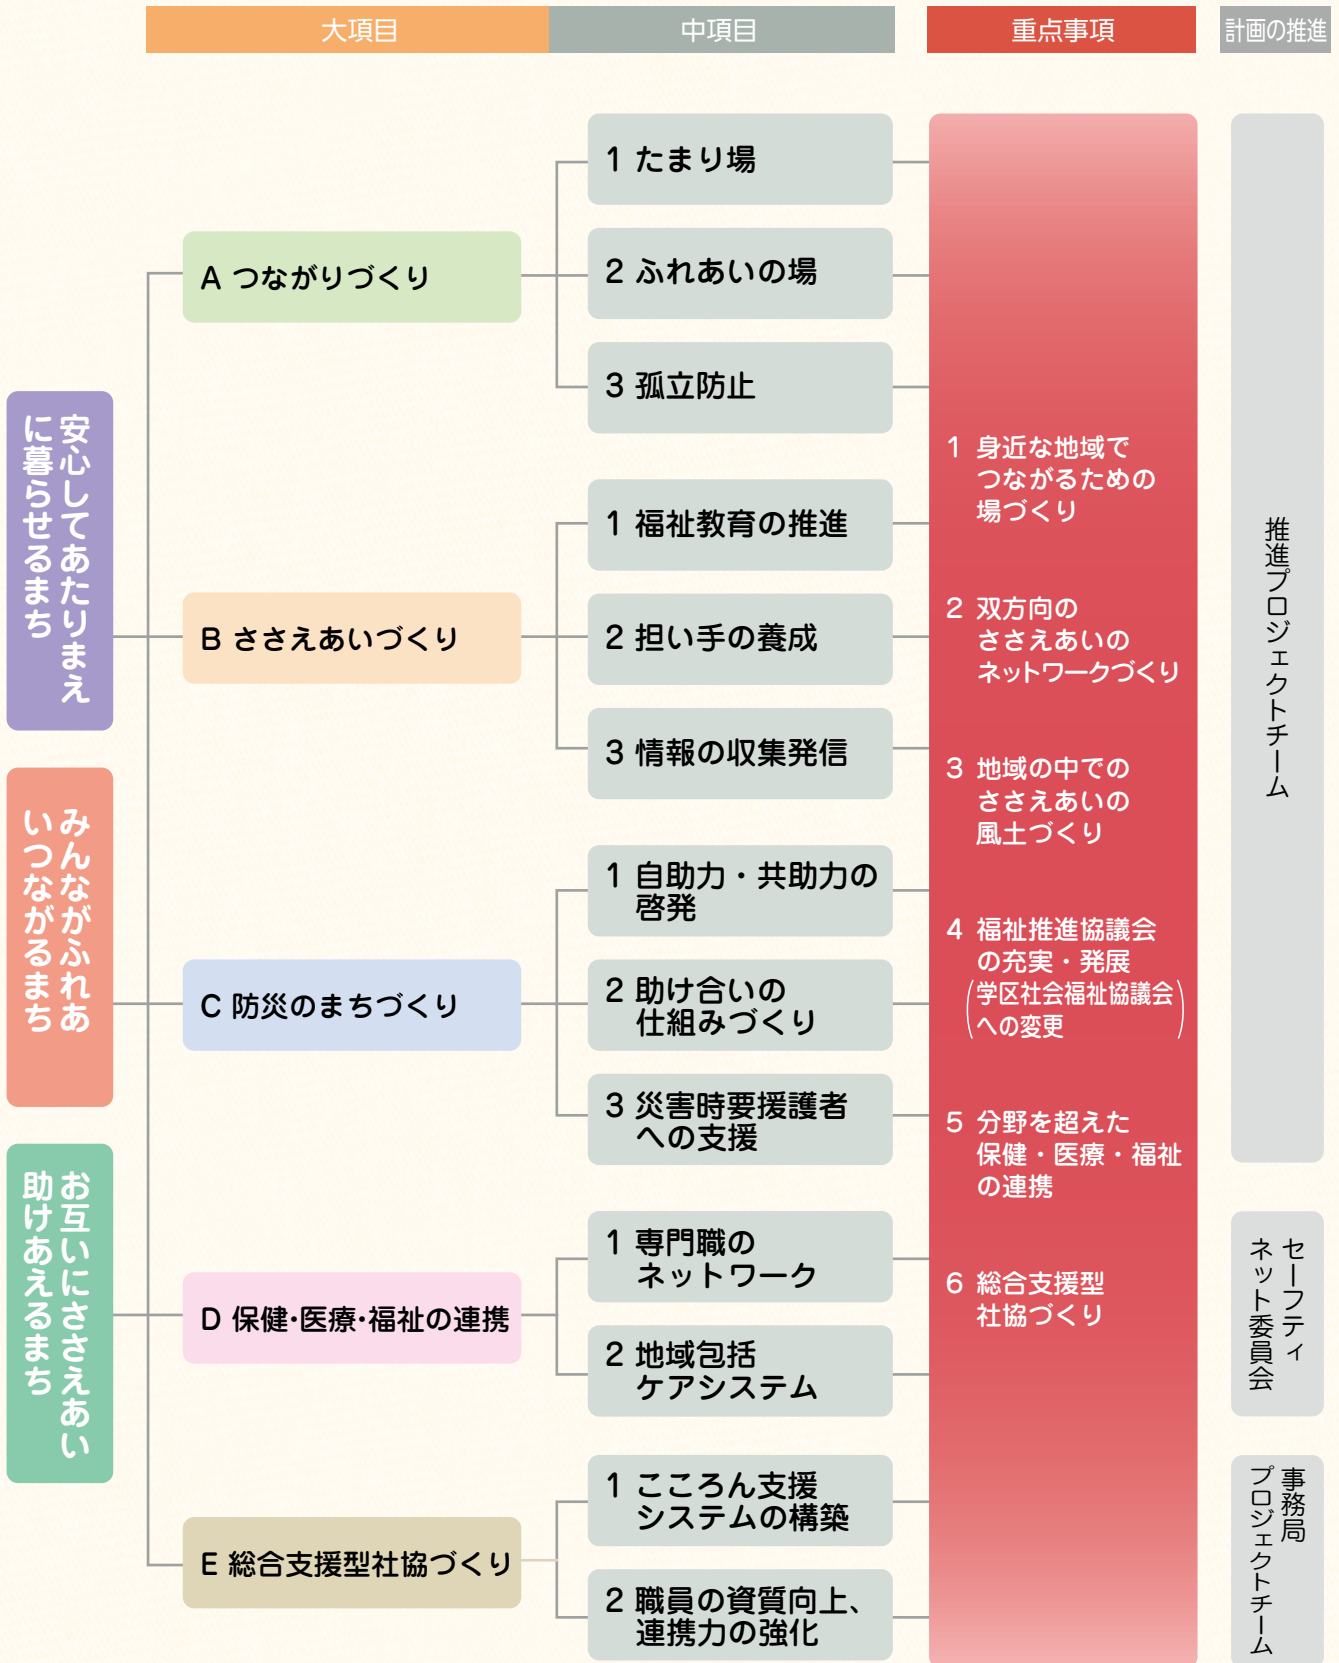 大項目
中項目
重点事項
計画の推進
安心してあたりまえ
に暮らせるまち
みんながふれあ
いつながるまち
お互いにささえあい
助けあえるまち
A つながりづくり
1 たまり場
2 ふれあいの場
3 孤立防止
B ささえあいづくり
1 福祉教育の推進
2 担い手の養成
3 情報の収集発信
C 防災のまちづくり
1 自助力・共助力の
啓発
2 助け合いの
仕組みづくり
3 災害時要援護者
への支援
D 保健・医療・福祉の連携
1 専門職の
ネットワーク
2 地域包括
ケアシステム
E 総合支援型社協づくり
1 こころん支援
システムの構築
2 職員の資質向上、
連携力の強化
1 身近な地域で
つながるための
場づくり
2 双方向の
ささえあいの
ネットワークづくり
3 地域の中での
ささえあいの
風土づくり
4 福祉推進協議会
の充実・発展
(学区社会福祉協議会
への変更)
5 分野を超えた
保健・医療・福祉
の連携
6 総合支援型
社協づくり
推進プロジェクトチーム
セーフティ
ネット委員会
事務局
プロジェクトチーム